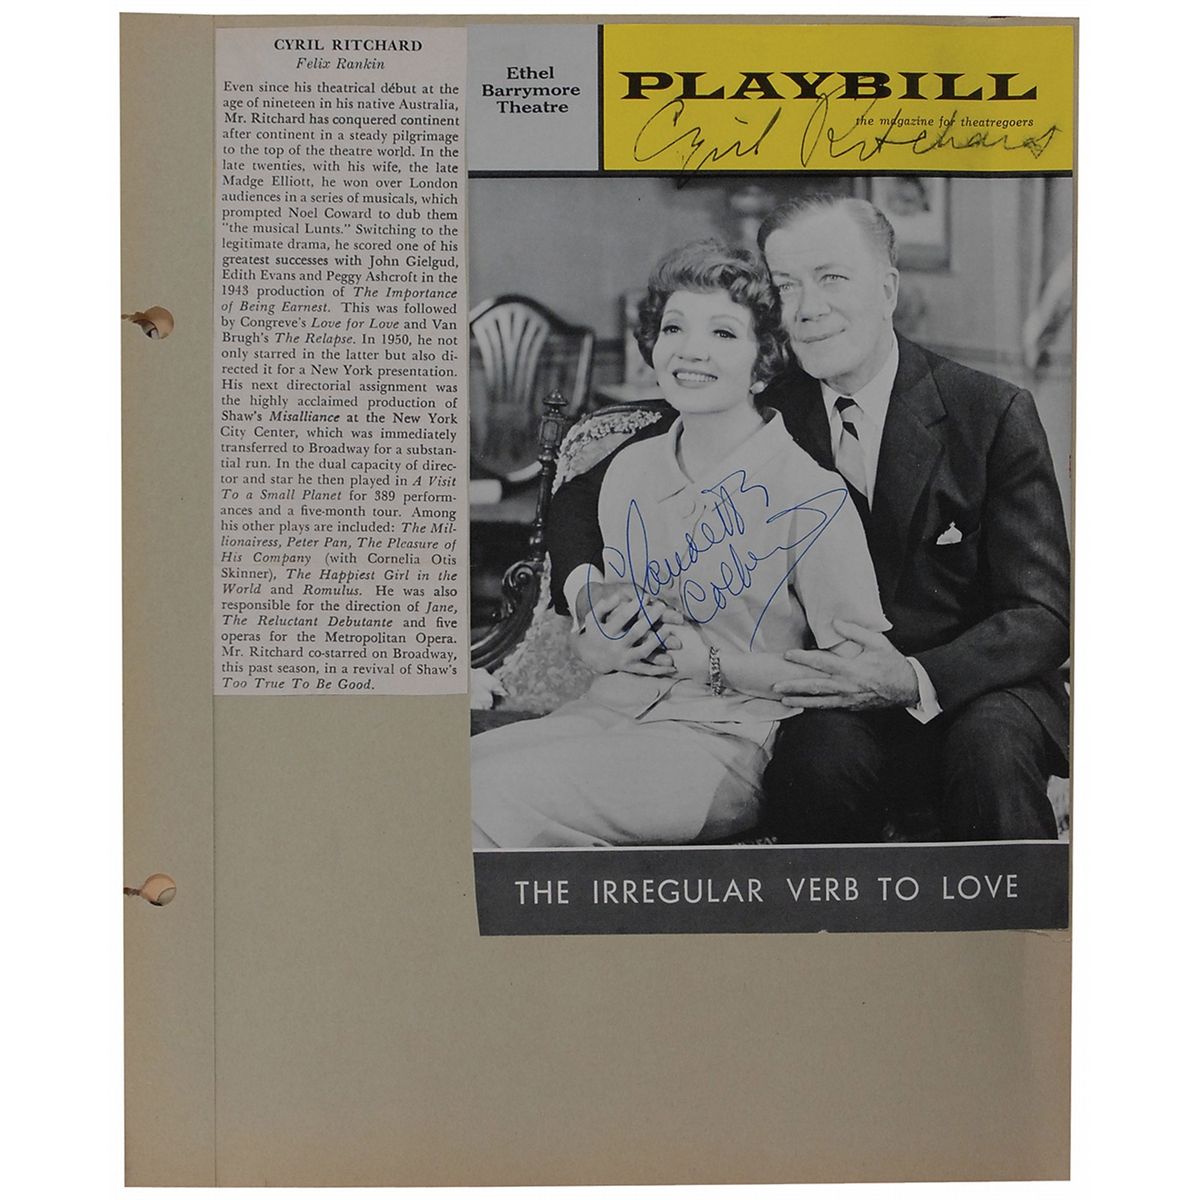 CYRIL RITCHARD
Felix Rankin
Even since his theatrical début at the
age of nineteen in his native Australia,
Mr. Ritchard has conquered continent
after continent in a steady pilgrimage
to the top of the theatre world. In the
late twenties, with his wife, the late
Madge Elliott, he won over London
audiences in a series of musicals, which
prompted Noel Coward to dub them
"the musical Lunts." Switching to the
legitimate drama, he scored one of his
greatest successes with John Gielgud,
Edith Evans and Peggy Ashcroft in the
1943 production of The Importance
of Being Earnest. This was followed
by Congreve's Love for Love and Van
Brugh's The Relapse. In 1950, he not
only starred in the latter but also di-
rected it for a New York presentation.
His next directorial assignment was
the highly acclaimed production of
Shaw's Misalliance at the New York
City Center, which was immediately
transferred to Broadway for a substan-
tial run. In the dual capacity of direc-
tor and star he then played in A Visit
To a Small Planet for 389 perform-
ances and a five-month tour. Among
his other plays are included: The Mil-
lionairess, Peter Pan, The Pleasure of
His Company (with Cornelia Otis
Skinner), The Happiest Girl in the
World and Romulus. He was also
responsible for the direction of Jane,
The Reluctant Debutante and five
operas for the Metropolitan Opera.
Mr. Ritchard co-starred on Broadway,
this past season, in a revival of Shaw's
Too True To Be Good.
Ethel
Barrymore
Theatre
PLAYBILL
the magazine for theatregoers
Cyril Ritchard
Claudette
Colbert
THE IRREGULAR VERB TO LOVE